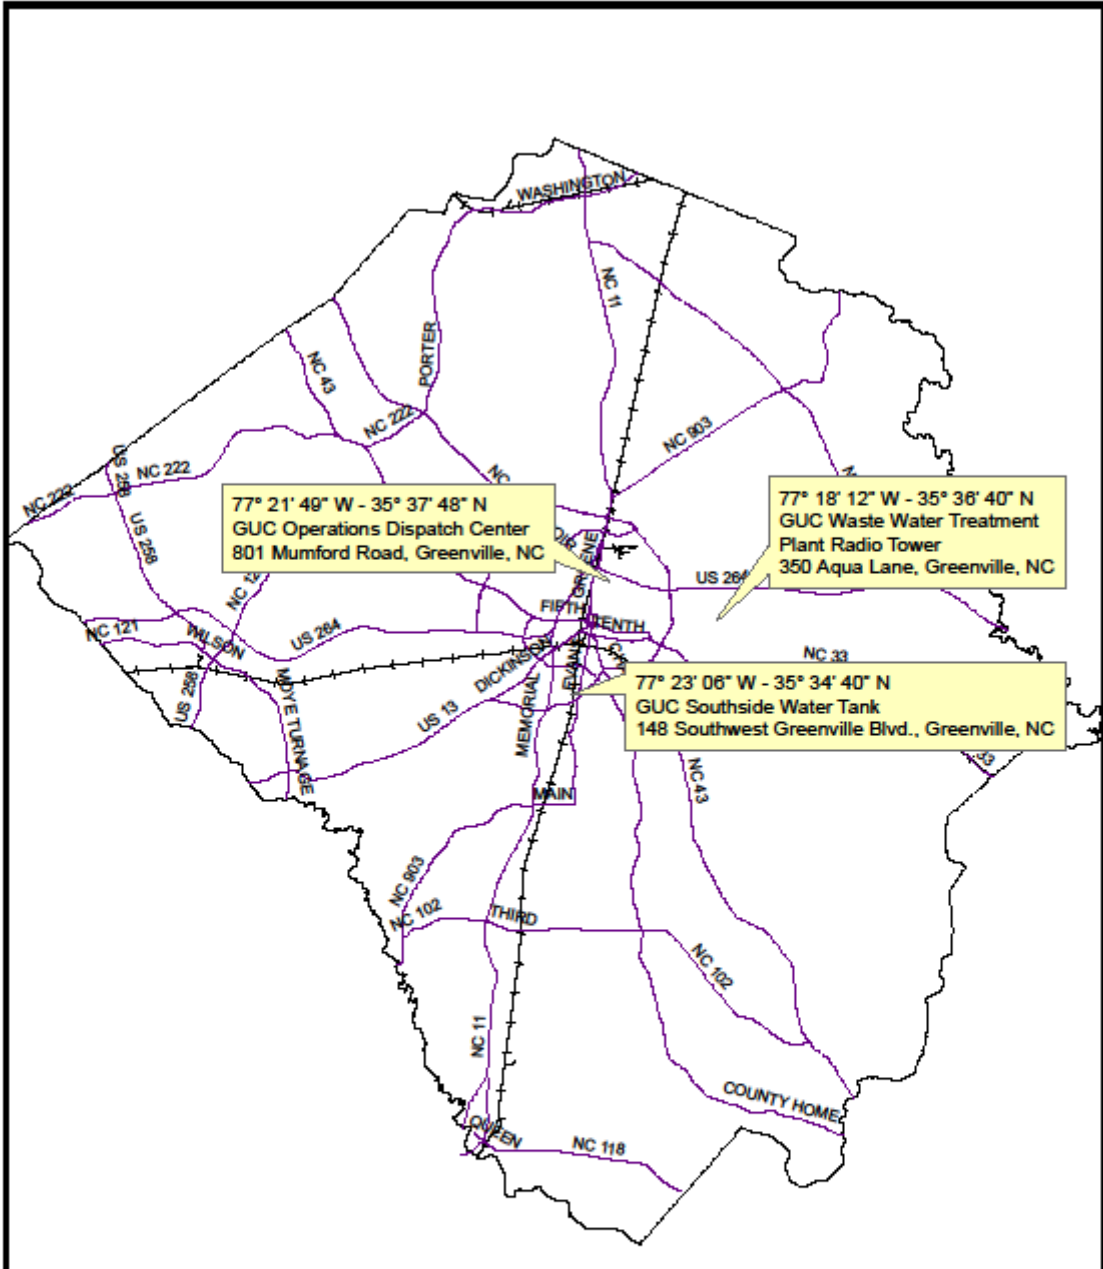 WASHINGTON
NC 11
PORTER
NC 43
NC 222
NC 903
US 258
NC 222
NC 222
US 258
77° 21' 49" W - 35° 37' 48" N
GUC Operations Dispatch Center
801 Mumford Road, Greenville, NC
77° 18' 12" W - 35° 36' 40" N
GUC Waste Water Treatment
Plant Radio Tower
350 Aqua Lane, Greenville, NC
NC
GREENE
US 264
FIFTH
TENTH
NC 121
WILSON
US 264
DICKINSON
EVANS
NC 33
US 258
MOYE TURNAGE
US 13
MEMORIAL
77° 23' 06" W - 35° 34' 40" N
GUC Southside Water Tank
148 Southwest Greenville Blvd., Greenville, NC
33
NC 43
MAIN
NC 903
NC 102
THIRD
NC 102
NC 11
COUNTY HOME
QUEEN
NC 118